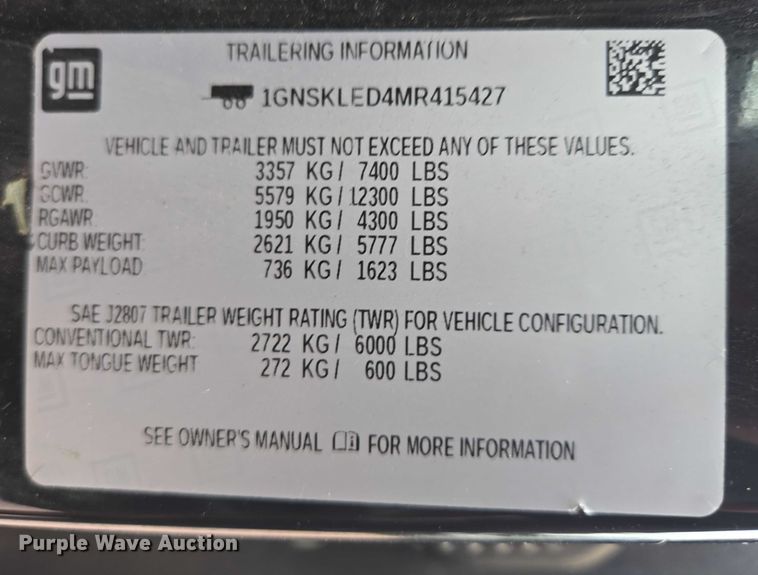 gm
TRAILERING INFORMATION
1GNSKLED4MR415427
VEHICLE AND TRAILER MUST NOT EXCEED ANY OF THESE VALUES.
GVWR: 3357 KG / 7400 LBS
GCWR: 5579 KG / 12300 LBS
RGAWR: 1950 KG / 4300 LBS
CURB WEIGHT: 2621 KG / 5777 LBS
MAX PAYLOAD: 736 KG / 1623 LBS
SAE J2807 TRAILER WEIGHT RATING (TWR) FOR VEHICLE CONFIGURATION.
CONVENTIONAL TWR: 2722 KG / 6000 LBS
MAX TONGUE WEIGHT 272 KG / 600 LBS
SEE OWNER'S MANUAL FOR MORE INFORMATION
Purple Wave Auction